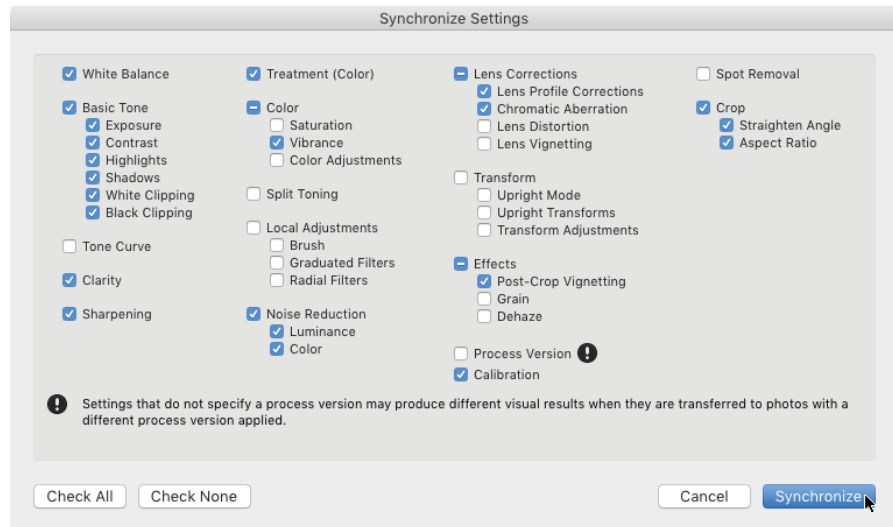 Synchronize Settings
White Balance
Basic Tone
Exposure
Contrast
Highlights
Shadows
White Clipping
Black Clipping
Tone Curve
Clarity
Sharpening
Treatment (Color)
Color
Saturation
Vibrance
Color Adjustments
Split Toning
Local Adjustments
Brush
Graduated Filters
Radial Filters
Noise Reduction
Luminance
Color
Lens Corrections
Lens Profile Corrections
Chromatic Aberration
Lens Distortion
Lens Vignetting
Transform
Upright Mode
Upright Transforms
Transform Adjustments
Effects
Post-Crop Vignetting
Grain
Dehaze
Process Version
Calibration
Spot Removal
Crop
Straighten Angle
Aspect Ratio
Settings that do not specify a process version may produce different visual results when they are transferred to photos with a
different process version applied.
Check All
Check None
Cancel
Synchronize